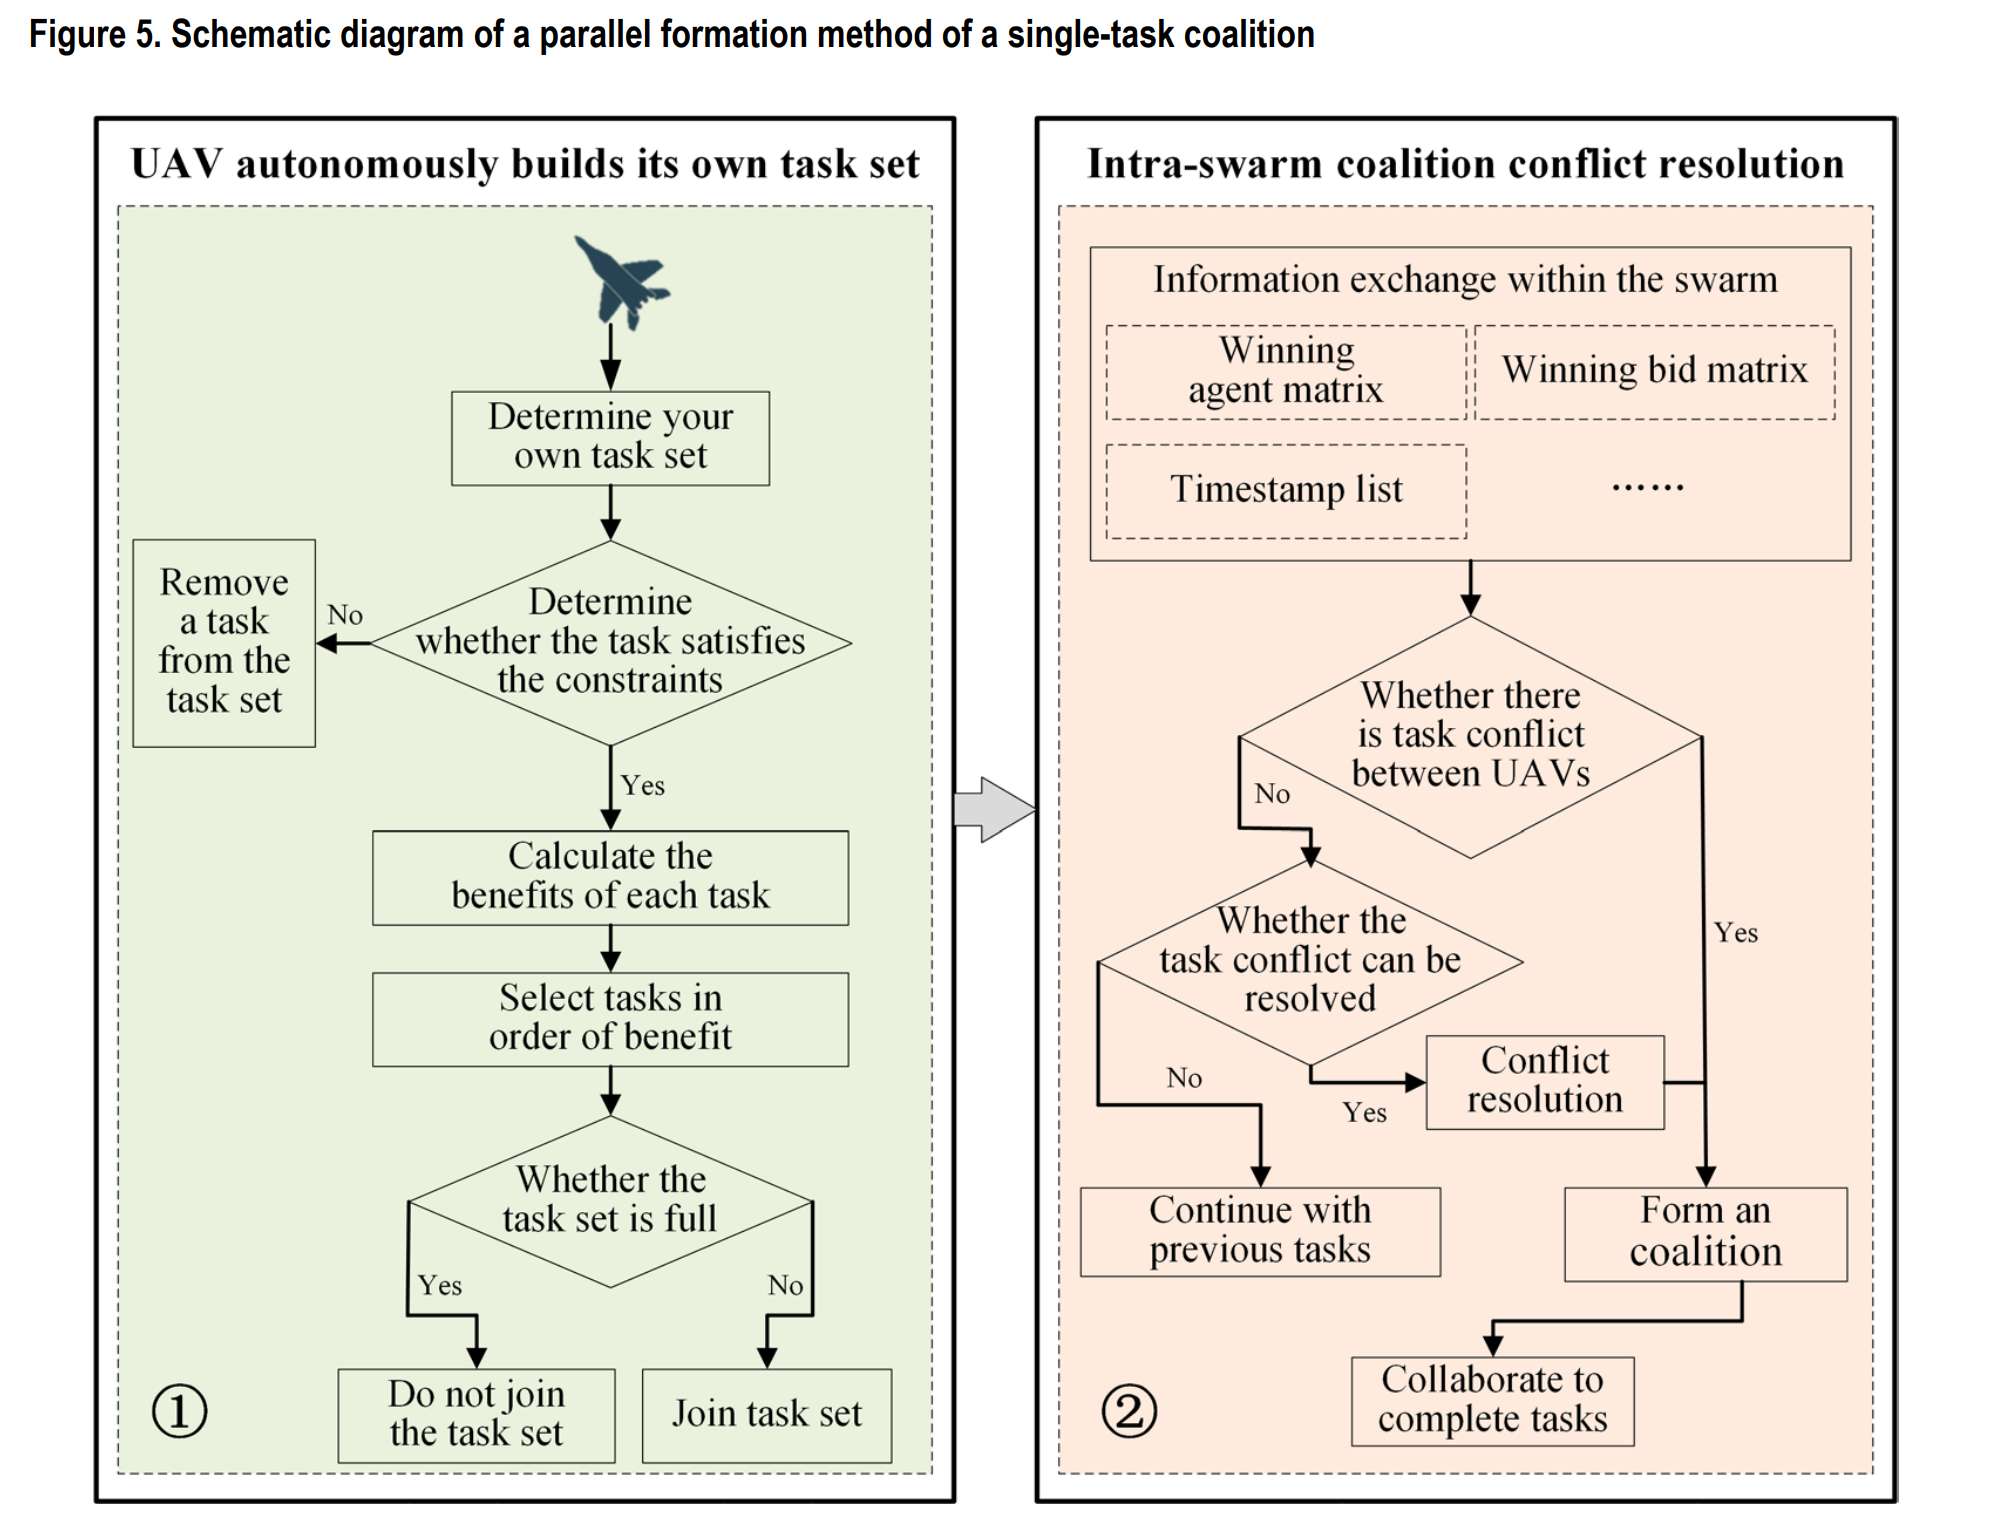 Figure 5. Schematic diagram of a parallel formation method of a single-task coalition
UAV autonomously builds its own task set
Determine your
own task set
Remove
a task
from the
task set
No
Determine
whether the task satisfies
the constraints
Yes
Calculate the
benefits of each task
Select tasks in
order of benefit
Whether the
task set is full
Yes
No
Do not join
the task set
Join task set
①
Intra-swarm coalition conflict resolution
Information exchange within the swarm
Winning
agent matrix
Winning bid matrix
Timestamp list
......
Whether there
is task conflict
between UAVs
No
Yes
Whether the
task conflict can be
resolved
No
Yes
Conflict
resolution
Continue with
previous tasks
Form an
coalition
Collaborate to
complete tasks
②